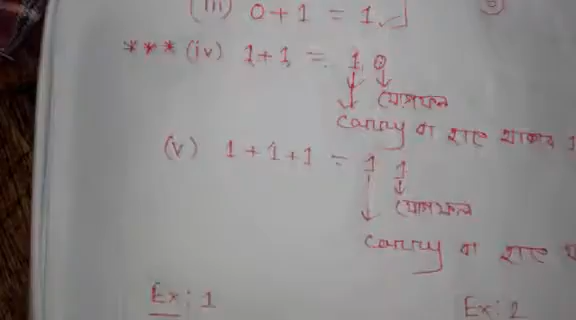 (iii) 0 + 1 = 1
*** (iv) 1 + 1 = 1 0
যোগফল
carry বা হাতে থাকবে 1
(v) 1 + 1 + 1 = 1 1
যোগফল
carry বা হাতে
Ex: 1 Ex: 2